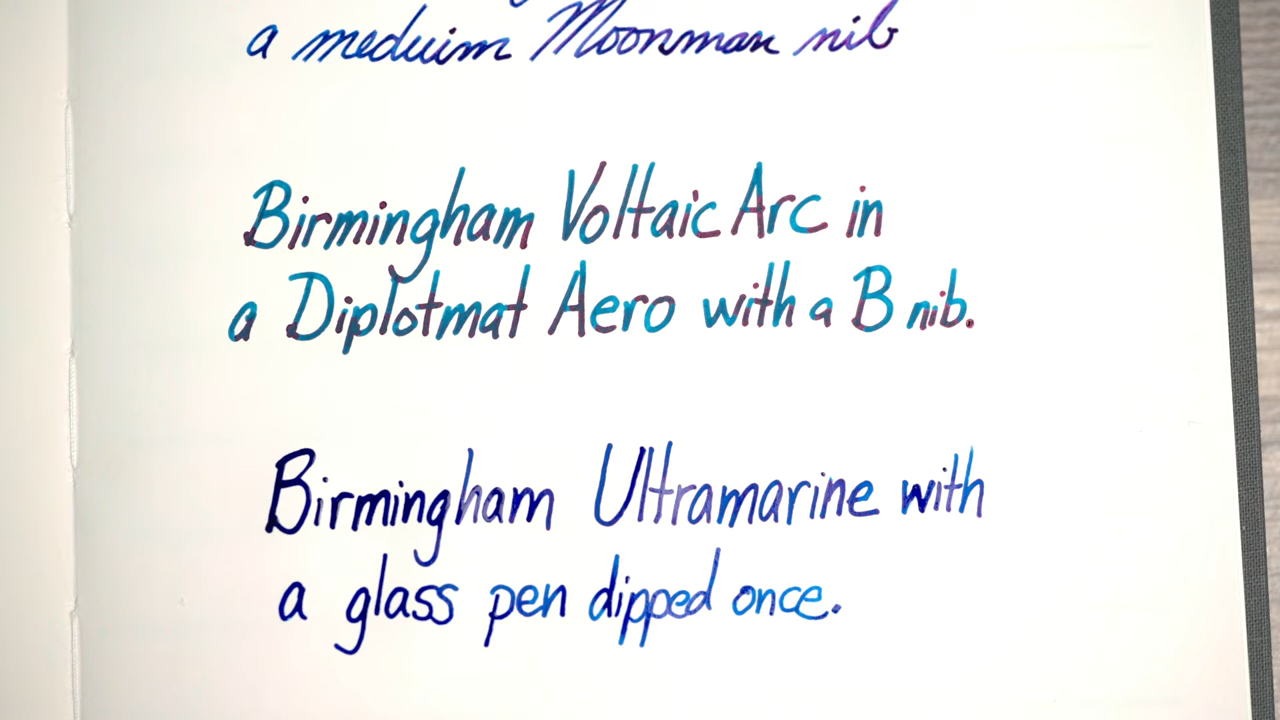 a meduim Moonman nib
Birmingham Voltaic Arc in
a Diplotmat Aero with a B nib.
Birmingham Ultramarine with
a glass pen dipped once.